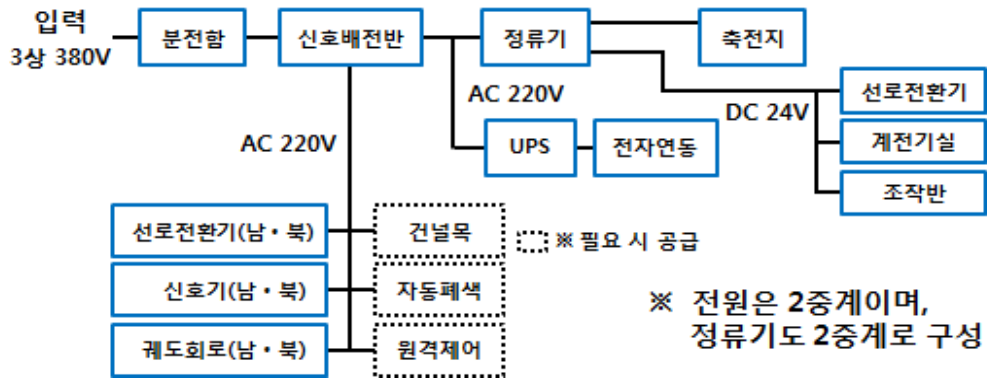 입력
3상 380V
분전함
신호배전반
정류기
축전지
AC 220V
AC 220V
DC 24V
선로전환기
계전기실
조작반
UPS
전자연동
선로전환기(남・북)
건널목
※ 필요 시 공급
신호기(남・북)
자동폐색
궤도회로(남・북)
원격제어
※ 전원은 2중계이며,
정류기도 2중계로 구성